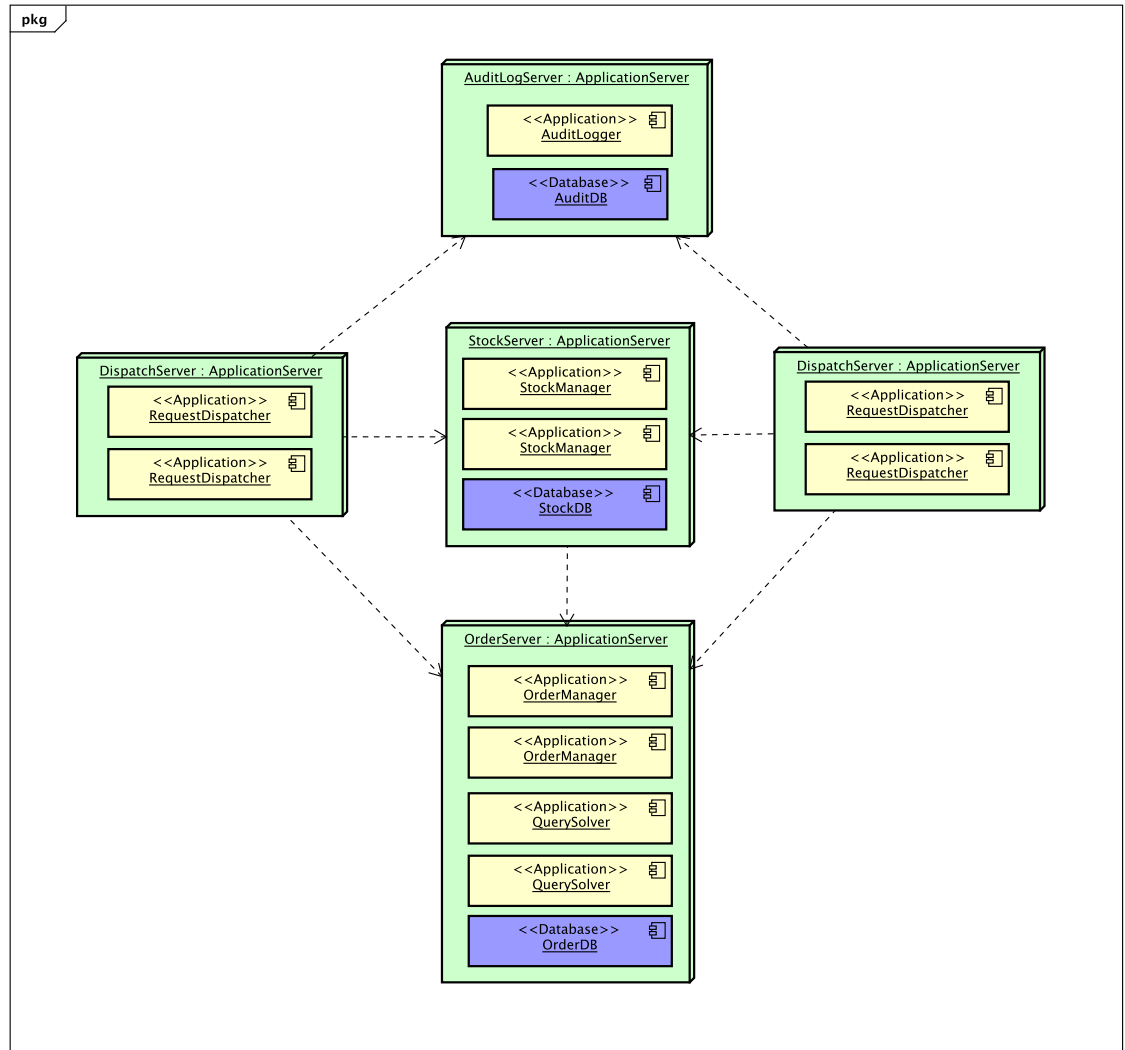 pkg
AuditLogServer : ApplicationServer
<<Application>>
AuditLogger
<<Database>>
AuditDB
DispatchServer : ApplicationServer
<<Application>>
RequestDispatcher
<<Application>>
RequestDispatcher
StockServer : ApplicationServer
<<Application>>
StockManager
<<Application>>
StockManager
<<Database>>
StockDB
DispatchServer : ApplicationServer
<<Application>>
RequestDispatcher
<<Application>>
RequestDispatcher
OrderServer : ApplicationServer
<<Application>>
OrderManager
<<Application>>
OrderManager
<<Application>>
QuerySolver
<<Application>>
QuerySolver
<<Database>>
OrderDB